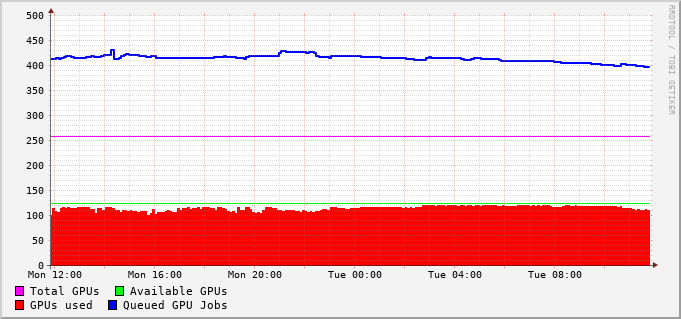 500
450
400
350
300
250
200
150
100
50
0
Mon 12:00 Mon 16:00 Mon 20:00 Tue 00:00 Tue 04:00 Tue 08:00
Total GPUs Available GPUs
GPUs used Queued GPU Jobs
RRDTOOL / TOBI OETIKER